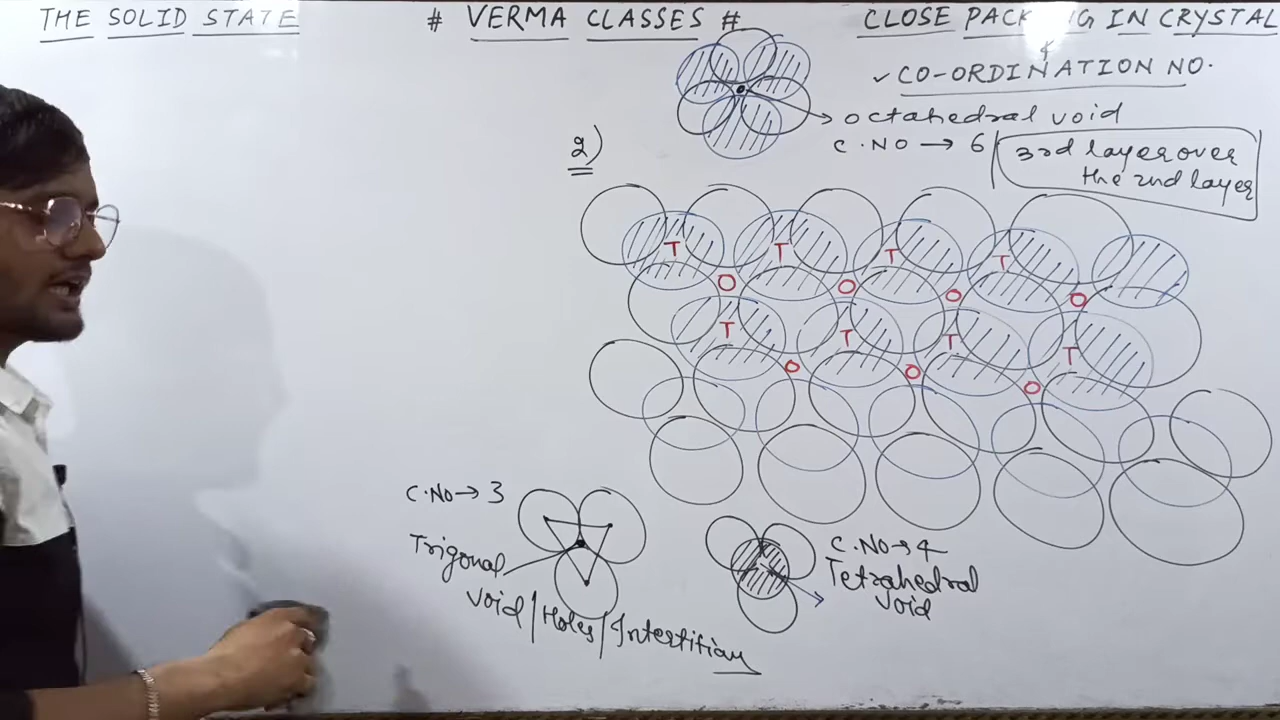 THE SOLID STATE
# VERMA CLASSES #
CLOSE PACK G IN CRYSTAL
&
✓ CO-ORDINATION NO.
octahedral void
C.NO → 6
3rd layer over
the 2nd layer
2)
T T T T
O O O O
T T T T
O O O
C.NO → 3
Trigonal
void/Holes/Intertitian
C.NO → 4
Tetrahedral
void